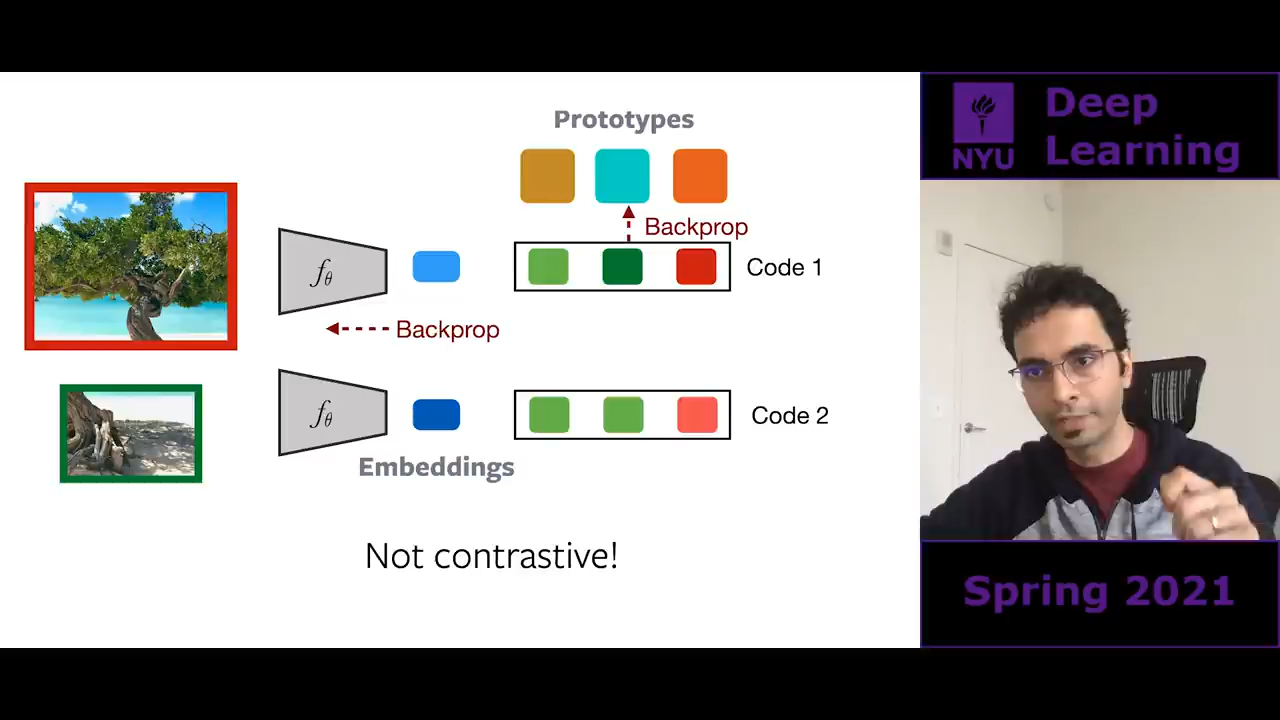 Prototypes
Backprop
fθ
Code 1
Backprop
fθ
Code 2
Embeddings
Not contrastive!
NYU
Deep
Learning
Spring 2021